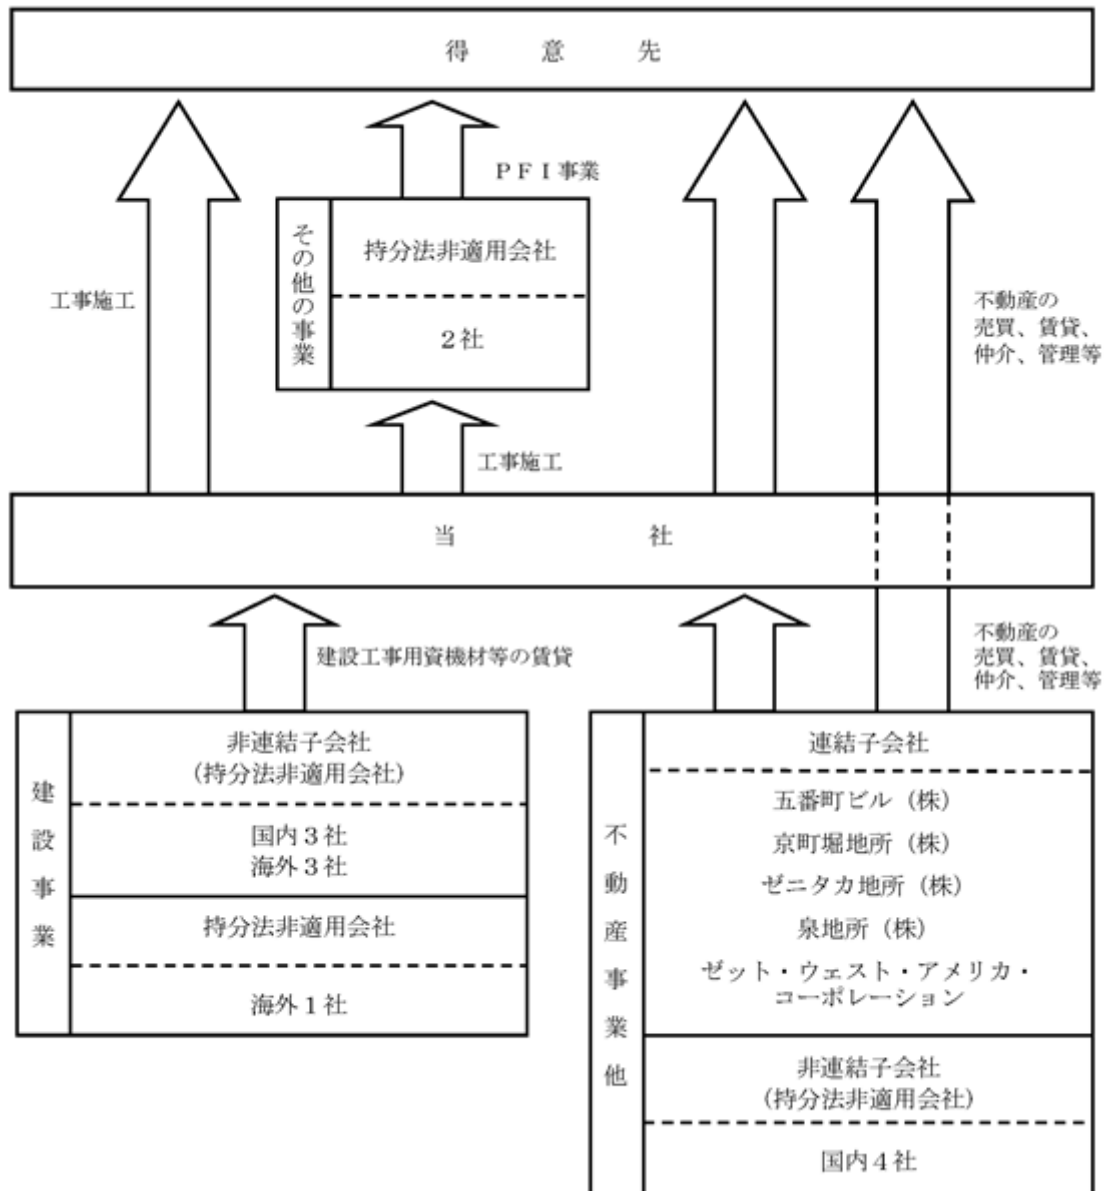 得意先
PFI事業
その他の事業
持分法非適用会社
2社
工事施工
不動産の
売買、賃貸、
仲介、管理等
工事施工
当社
建設工事用資機材等の賃貸
不動産の
売買、賃貸、
仲介、管理等
建設事業
非連結子会社
(持分法非適用会社)
国内3社
海外3社
持分法非適用会社
海外1社
不動産事業他
連結子会社
五番町ビル(株)
京町堀地所(株)
ゼニタカ地所(株)
泉地所(株)
ゼット・ウェスト・アメリカ・
コーポレーション
非連結子会社
(持分法非適用会社)
国内4社